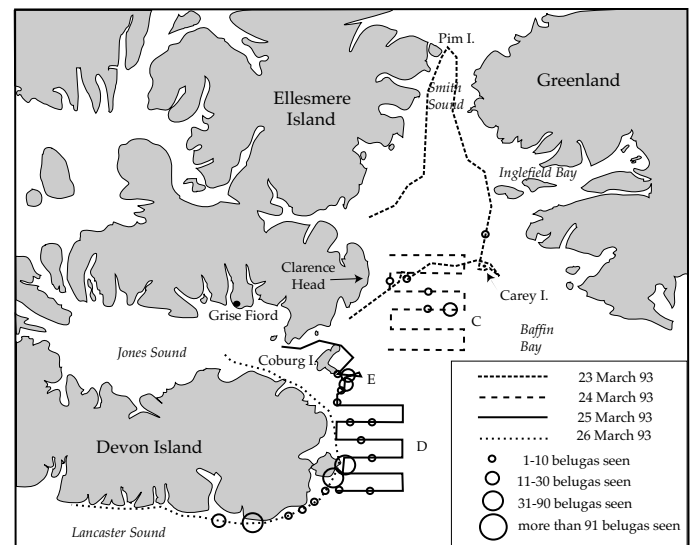 Pim I.
Greenland
Smith
Sound
Ellesmere
Island
Inglefield Bay
Clarence
Head
Carey I.
Grise Fiord
C
Baffin
Bay
Jones Sound
Coburg I.
E
23 March 93
24 March 93
25 March 93
26 March 93
Devon Island
D
1-10 belugas seen
11-30 belugas seen
31-90 belugas seen
more than 91 belugas seen
Lancaster Sound